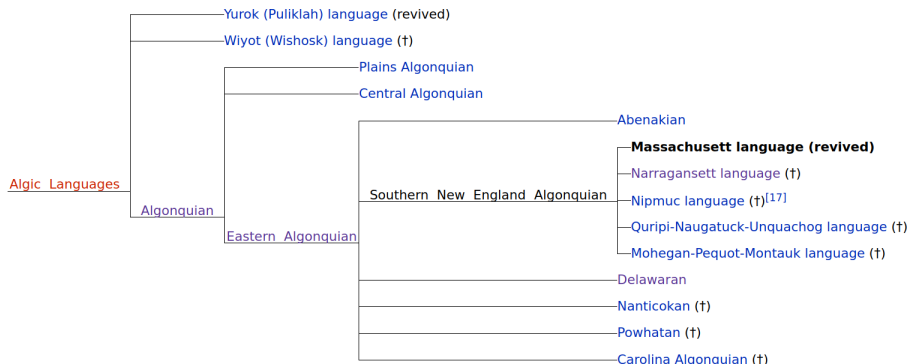 Yurok (Puliklah) language (revived)
Wiyot (Wishosk) language (†)
Plains Algonquian
Central Algonquian
Abenakian
Massachusett language (revived)
Narragansett language (†)
Algic Languages
Southern New England Algonquian
Nipmuc language (†)[17]
Algonquian
Quripi-Naugatuck-Unquachog language (†)
Eastern Algonquian
Mohegan-Pequot-Montauk language (†)
Delawaran
Nanticokan (†)
Powhatan (†)
Carolina Algonquian (†)